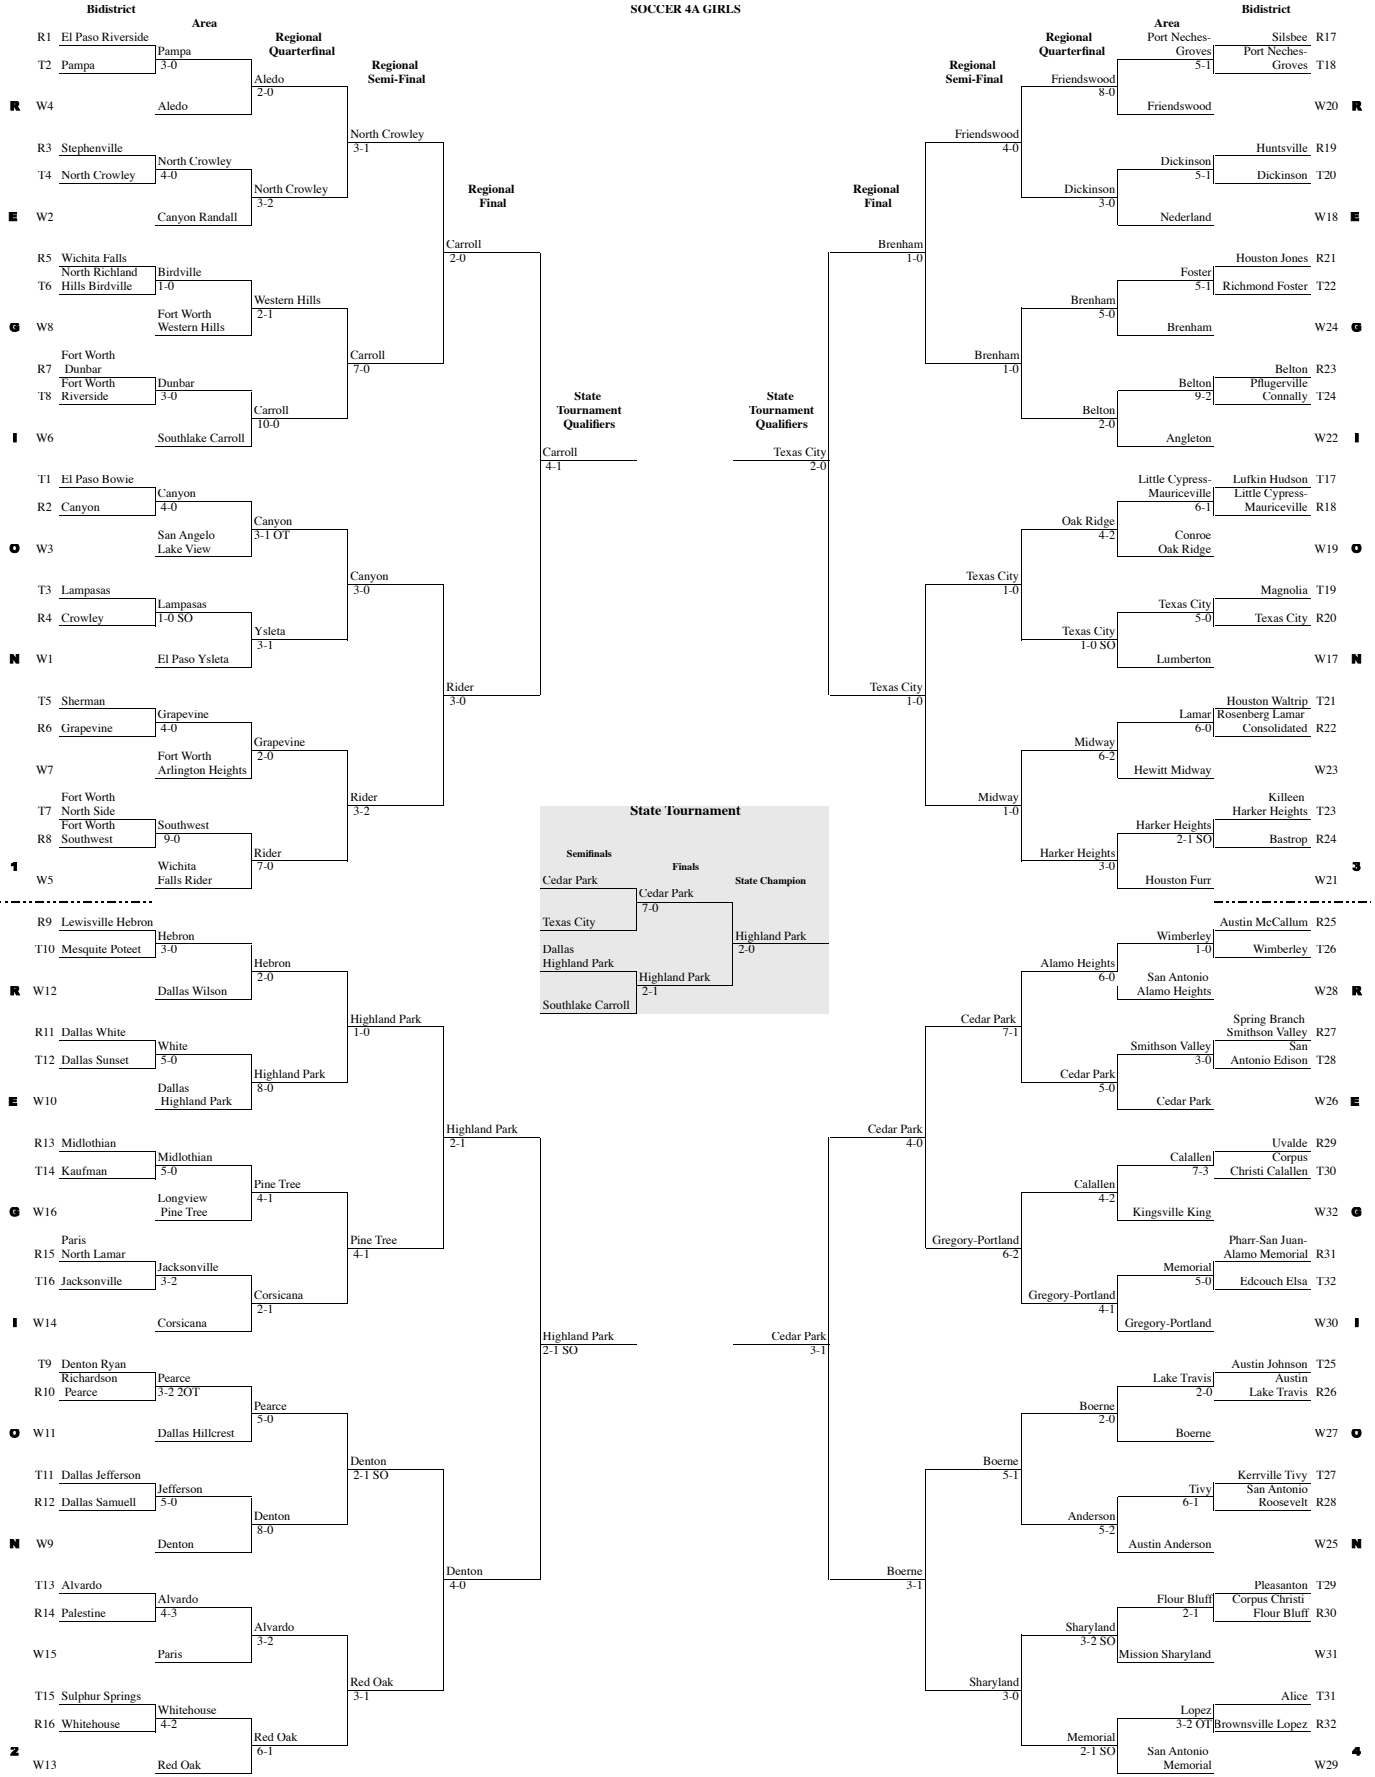 SOCCER 4A GIRLS
Bidistrict
Area
Regional
Quarterfinal
Regional
Semi-Final
Regional
Final
State
Tournament
Qualifiers
R1 El Paso Riverside
Pampa
T2 Pampa
3-0
Aledo
2-0
R W4 Aledo
North Crowley
3-1
R3 Stephenville
North Crowley
T4 North Crowley
4-0
North Crowley
3-2
E W2 Canyon Randall
Carroll
2-0
R5 Wichita Falls
North Richland
Birdville
T6 Hills Birdville
1-0
Western Hills
2-1
Fort Worth
G W8 Western Hills
Fort Worth
R7 Dunbar
Carroll
7-0
Fort Worth
Dunbar
T8 Riverside
3-0
Carroll
10-0
I W6 Southlake Carroll
Carroll
4-1
T1 El Paso Bowie
Canyon
R2 Canyon
4-0
Canyon
3-1 OT
San Angelo
O W3 Lake View
Canyon
3-0
T3 Lampasas
Lampasas
R4 Crowley
1-0 SO
Ysleta
3-1
N W1 El Paso Ysleta
Rider
3-0
T5 Sherman
Grapevine
R6 Grapevine
4-0
Grapevine
2-0
Fort Worth
W7 Arlington Heights
Fort Worth
T7 North Side
Rider
3-2
Fort Worth
Southwest
R8 Southwest
9-0
Rider
7-0
Wichita
1 W5 Falls Rider
R9 Lewisville Hebron
Hebron
T10 Mesquite Poteet
3-0
Hebron
2-0
R W12 Dallas Wilson
Highland Park
1-0
R11 Dallas White
White
T12 Dallas Sunset
5-0
Highland Park
8-0
Dallas
E W10 Highland Park
Highland Park
2-1
R13 Midlothian
Midlothian
T14 Kaufman
5-0
Pine Tree
4-1
Longview
G W16 Pine Tree
Paris
R15 North Lamar
Pine Tree
4-1
Jacksonville
T16 Jacksonville
3-2
Corsicana
2-1
I W14 Corsicana
Highland Park
2-1 SO
T9 Denton Ryan
Richardson
Pearce
R10 Pearce
3-2 2OT
Pearce
5-0
O W11 Dallas Hillcrest
Denton
2-1 SO
T11 Dallas Jefferson
Jefferson
R12 Dallas Samuell
5-0
Denton
8-0
N W9 Denton
Denton
4-0
T13 Alvardo
Alvardo
R14 Palestine
4-3
Alvardo
3-2
W15 Paris
Red Oak
3-1
T15 Sulphur Springs
Whitehouse
R16 Whitehouse
4-2
Red Oak
6-1
2 W13 Red Oak
State Tournament
Semifinals
Finals
State Champion
Cedar Park
Cedar Park
7-0
Texas City
Highland Park
2-0
Dallas
Highland Park
Highland Park
2-1
Southlake Carroll
Bidistrict
Area
Regional
Quarterfinal
Regional
Semi-Final
Regional
Final
State
Tournament
Qualifiers
Port Neches-
Silsbee R17
Groves
5-1
Port Neches-
Groves T18
Friendswood
8-0
Friendswood W20 R
Friendswood
4-0
Huntsville R19
Dickinson
5-1
Dickinson T20
Dickinson
3-0
Nederland W18 E
Brenham
1-0
Houston Jones R21
Foster
5-1
Richmond Foster T22
Brenham
5-0
Brenham W24 G
Brenham
1-0
Belton R23
Belton
9-2
Pflugerville
Connally T24
Belton
2-0
Angleton W22 I
Texas City
2-0
Little Cypress-
Mauriceville
6-1
Lufkin Hudson T17
Little Cypress-
Mauriceville R18
Oak Ridge
4-2
Conroe
Oak Ridge W19 O
Texas City
1-0
Magnolia T19
Texas City
5-0
Texas City R20
Texas City
1-0 SO
Lumberton W17 N
Texas City
1-0
Houston Waltrip T21
Lamar
6-0
Rosenberg Lamar
Consolidated R22
Midway
6-2
Hewitt Midway W23
Midway
1-0
Killeen
Harker Heights T23
Harker Heights
2-1 SO
Bastrop R24
Harker Heights
3-0
Houston Furr W21 3
Austin McCallum R25
Wimberley
1-0
Wimberley T26
Alamo Heights
6-0
San Antonio
Alamo Heights W28 R
Cedar Park
7-1
Spring Branch
Smithson Valley R27
Smithson Valley
3-0
San
Antonio Edison T28
Cedar Park
5-0
Cedar Park W26 E
Cedar Park
4-0
Uvalde R29
Calallen
7-3
Corpus
Christi Calallen T30
Calallen
4-2
Kingsville King W32 G
Gregory-Portland
6-2
Pharr-San Juan-
Alamo Memorial R31
Memorial
5-0
Edcouch Elsa T32
Gregory-Portland
4-1
Gregory-Portland W30 I
Cedar Park
3-1
Austin Johnson T25
Lake Travis
2-0
Austin
Lake Travis R26
Boerne
2-0
Boerne W27 O
Boerne
5-1
Kerrville Tivy T27
Tivy
6-1
San Antonio
Roosevelt R28
Anderson
5-2
Austin Anderson W25 N
Boerne
3-1
Pleasanton T29
Flour Bluff
2-1
Corpus Christi
Flour Bluff R30
Sharyland
3-2 SO
Mission Sharyland W31
Sharyland
3-0
Alice T31
Lopez
3-2 OT
Brownsville Lopez R32
Memorial
2-1 SO
San Antonio
Memorial W29 4